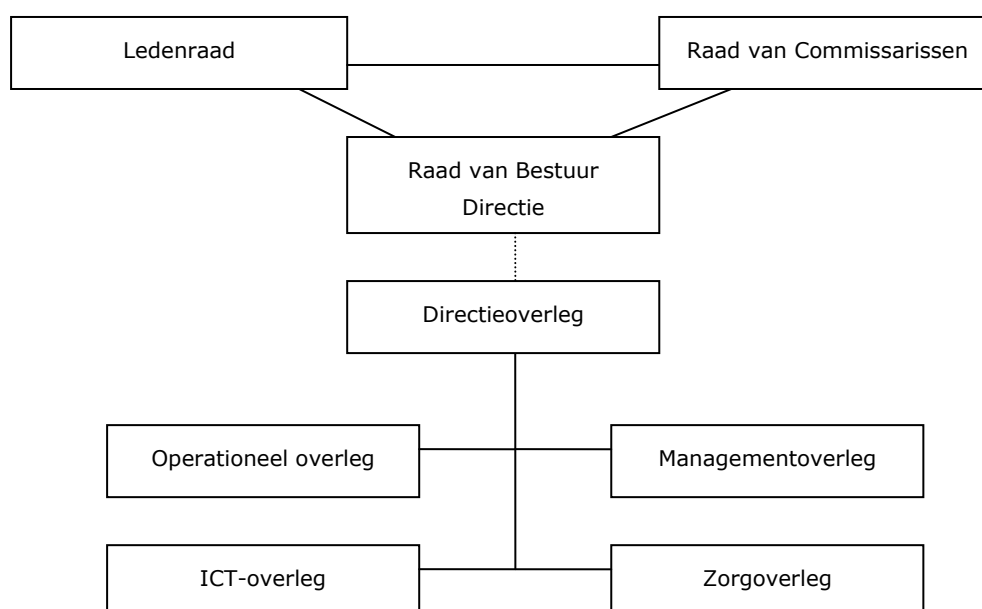 Ledenraad
Raad van Commissarissen
Raad van Bestuur
Directie
Directieoverleg
Operationeel overleg
Managementoverleg
ICT-overleg
Zorgoverleg